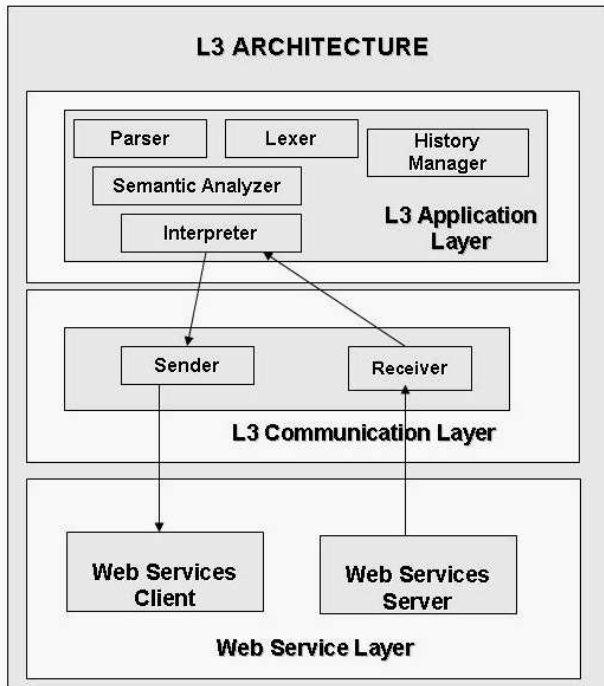 L3 ARCHITECTURE
Parser
Lexer
History
Manager
Semantic Analyzer
Interpreter
L3 Application
Layer
Sender
Receiver
L3 Communication Layer
Web Services
Client
Web Services
Server
Web Service Layer